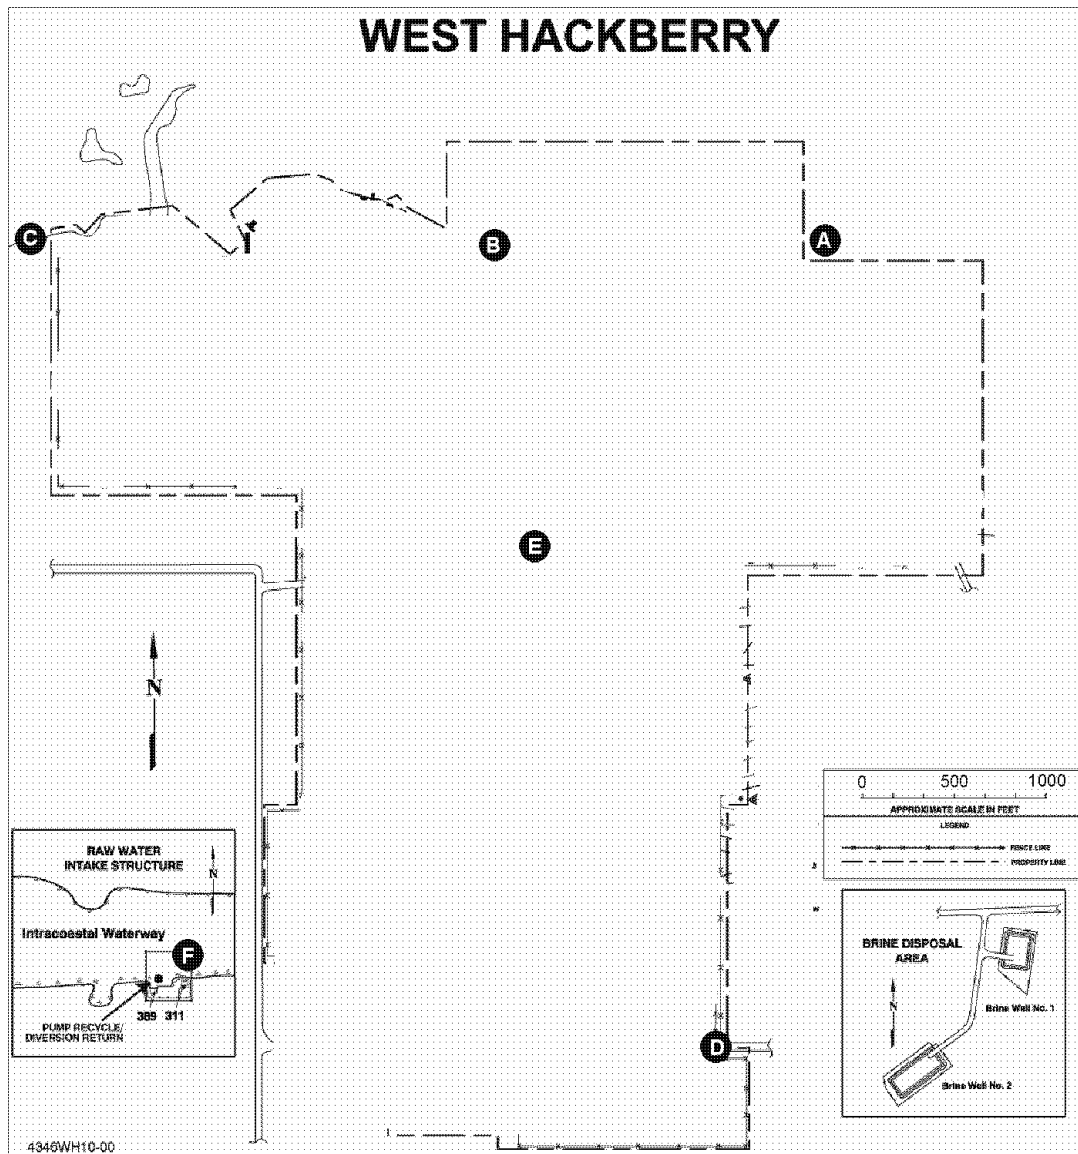 WEST HACKBERRY
C
B
A
E
N
0 500 1000
APPROXIMATE SCALE IN FEET
LEGEND
FENCE LINE
PROPERTY LINE
RAW WATER
INTAKE STRUCTURE
N
Intracoastal Waterway
F
389 311
PUMP RECYCLE/
DIVERSION RETURN
D
BRINE DISPOSAL
AREA
N
Brine Well No. 1
Brine Well No. 2
4346WH10-00